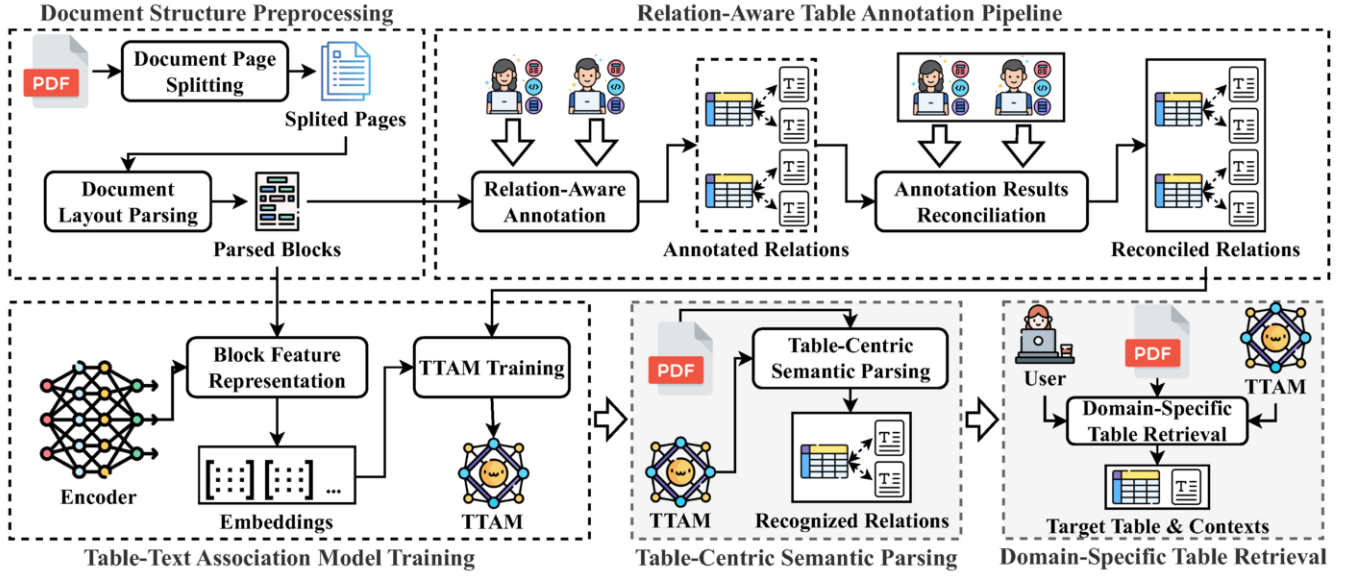 Document Structure Preprocessing
PDF
Document Page
Splitting
Splited Pages
Document
Layout Parsing
Parsed Blocks
Relation-Aware Table Annotation Pipeline
Relation-Aware
Annotation
T
T
T
T
Annotated Relations
Annotation Results
Reconciliation
T
T
T
T
Reconciled Relations
Encoder
Block Feature
Representation
Embeddings
...
TTAM Training
TTAM
Table-Text Association Model Training
PDF
TTAM
Table-Centric
Semantic Parsing
T
T
Recognized Relations
Table-Centric Semantic Parsing
User
PDF
TTAM
Domain-Specific
Table Retrieval
T
Target Table & Contexts
Domain-Specific Table Retrieval